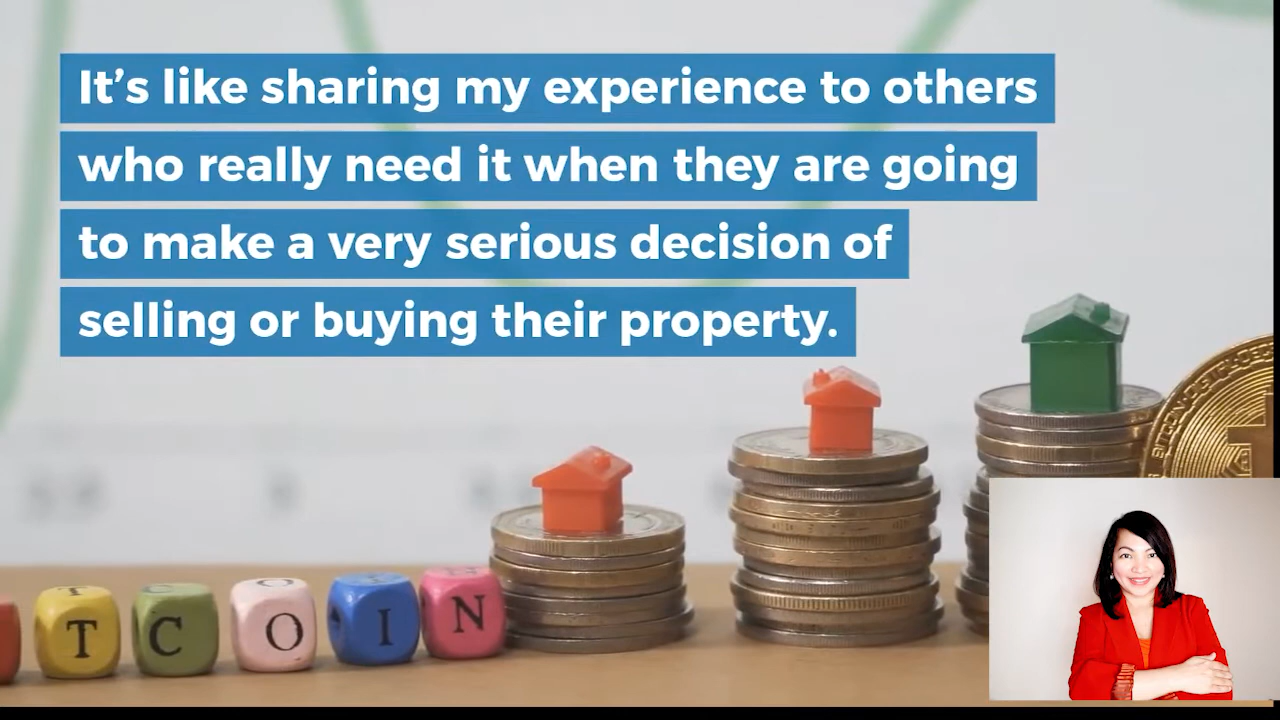 It’s like sharing my experience to others
who really need it when they are going
to make a very serious decision of
selling or buying their property.
T C O I N